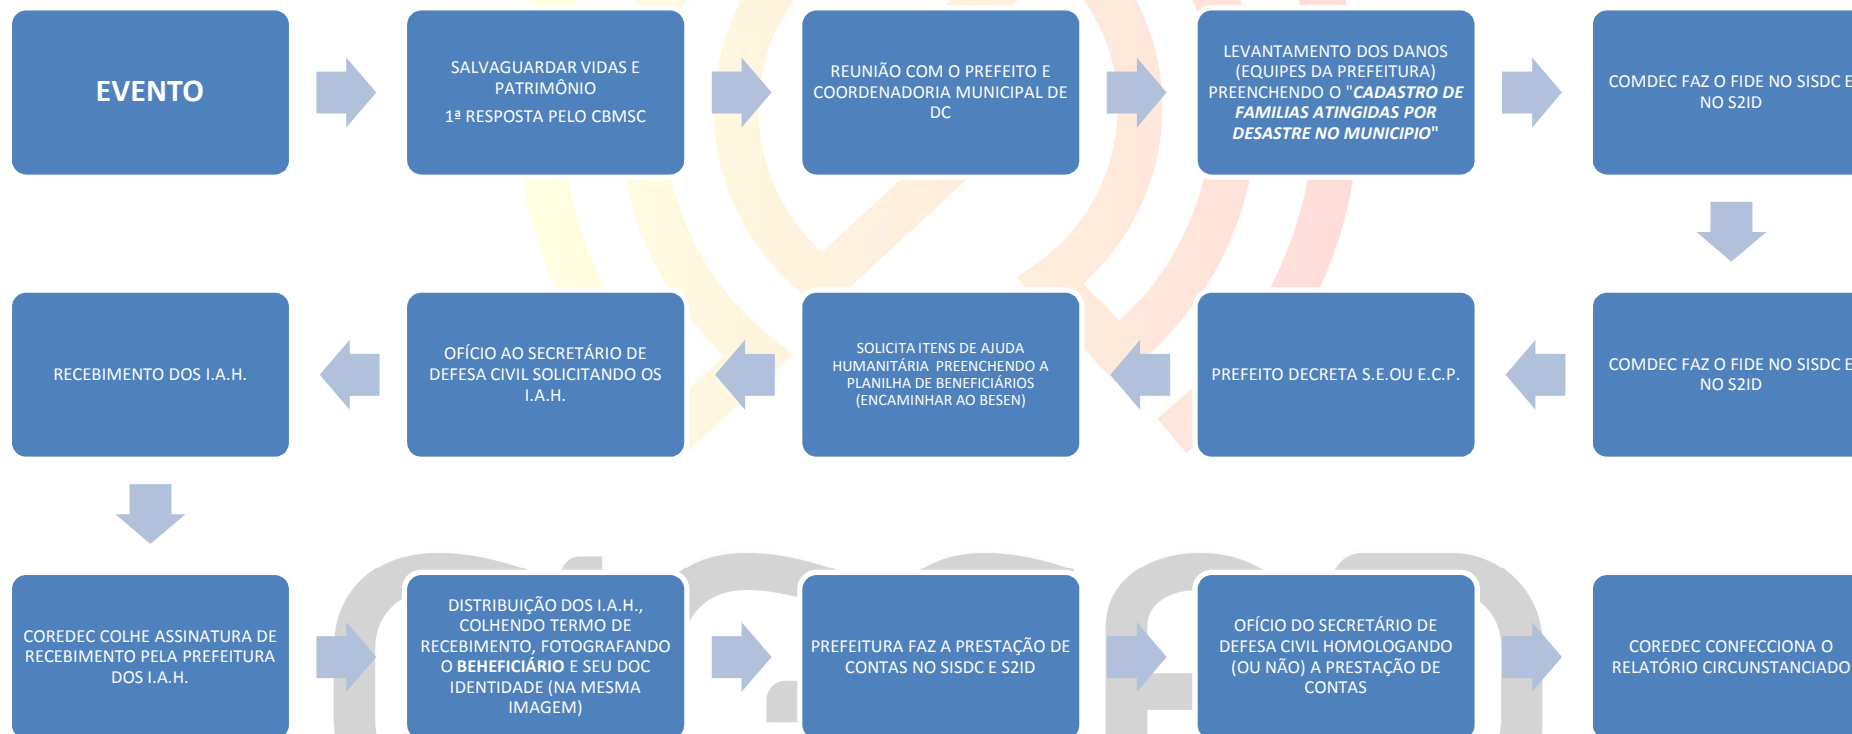 EVENTO
SALVAGUARDAR VIDAS E
PATRIMÔNIO
1ª RESPOSTA PELO CBMSC
REUNIÃO COM O PREFEITO E
COORDENADORIA MUNICIPAL DE
DC
LEVANTAMENTO DOS DANOS
(EQUIPES DA PREFEITURA)
PREENCHENDO O "CADASTRO DE
FAMILIAS ATINGIDAS POR
DESASTRE NO MUNICIPIO"
COMDEC FAZ O FIDE NO SISDC E
NO S2ID
RECEBIMENTO DOS I.A.H.
OFÍCIO AO SECRETÁRIO DE
DEFESA CIVIL SOLICITANDO OS
I.A.H.
SOLICITA ITENS DE AJUDA
HUMANITÁRIA PREENCHENDO A
PLANILHA DE BENEFICIÁRIOS
(ENCAMINHAR AO BESEN)
PREFEITO DECRETA S.E.OU E.C.P.
COMDEC FAZ O FIDE NO SISDC E
NO S2ID
COREDEC COLHE ASSINATURA DE
RECEBIMENTO PELA PREFEITURA
DOS I.A.H.
DISTRIBUIÇÃO DOS I.A.H.,
COLHENDO TERMO DE
RECEBIMENTO, FOTOGRAFANDO
O BEHEFICIÁRIO E SEU DOC
IDENTIDADE (NA MESMA
IMAGEM)
PREFEITURA FAZ A PRESTAÇÃO DE
CONTAS NO SISDC E S2ID
OFÍCIO DO SECRETÁRIO DE
DEFESA CIVIL HOMOLOGANDO
(OU NÃO) A PRESTAÇÃO DE
CONTAS
COREDEC CONFECCIONA O
RELATÓRIO CIRCUNSTANCIADO